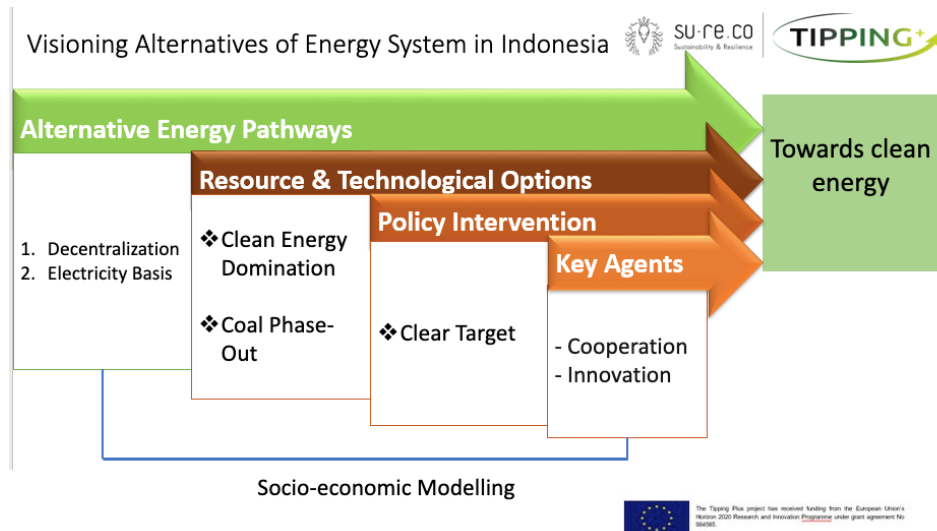 Visioning Alternatives of Energy System in Indonesia
su·re.co
Sustainability & Resilience
TIPPING+
Alternative Energy Pathways
Towards clean
energy
Resource & Technological Options
Policy Intervention
Key Agents
1. Decentralization
2. Electricity Basis
❖Clean Energy
Domination
❖Coal Phase-
Out
❖Clear Target
- Cooperation
- Innovation
Socio-economic Modelling
The Tipping Plus project has received funding from the European Union's
Horizon 2020 Research and Innovation Programme under grant agreement No
884565.